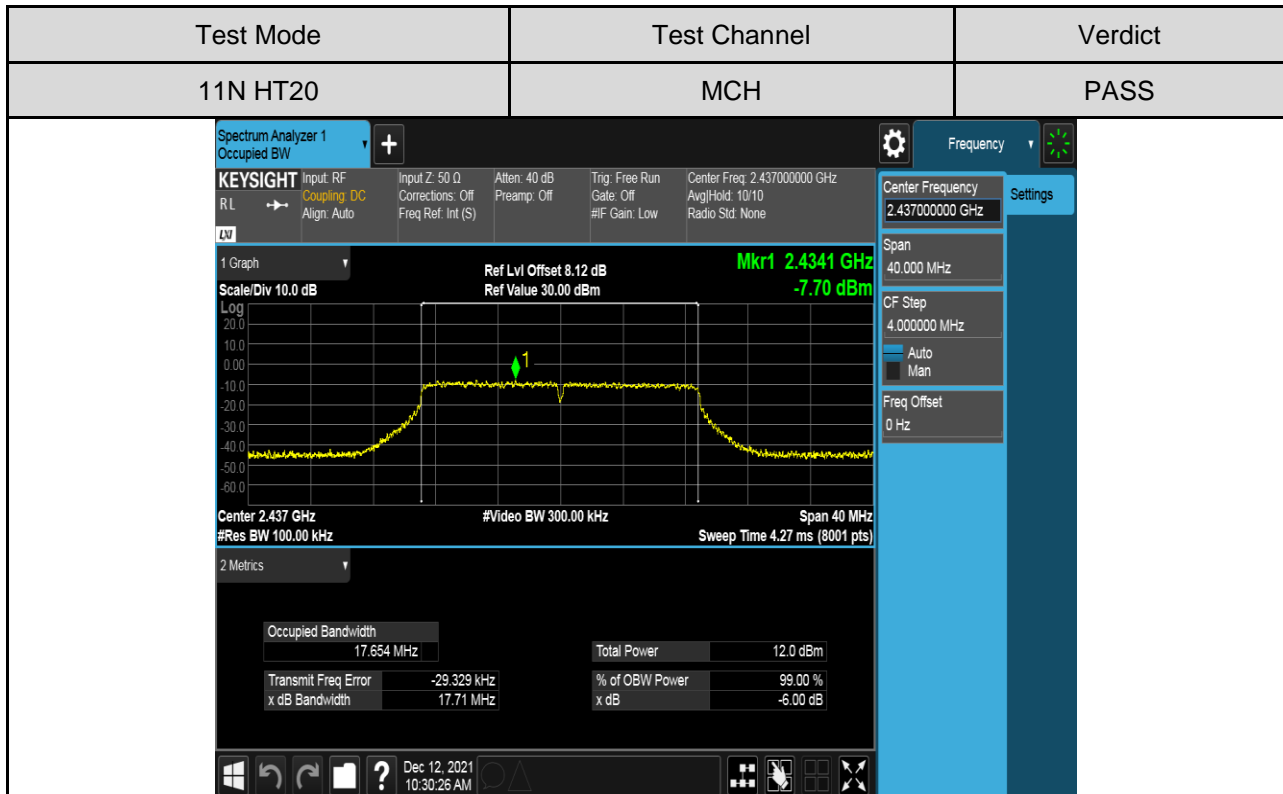 Test Mode Test Channel Verdict
11N HT20 MCH PASS
Spectrum Analyzer 1
Occupied BW
+
Frequency
KEYSIGHT
RL
LXI
Input: RF
Coupling: DC
Align: Auto
Input Z: 50 Ω
Corrections: Off
Freq Ref: Int (S)
Atten: 40 dB
Preamp: Off
Trig: Free Run
Gate: Off
#IF Gain: Low
Center Freq: 2.437000000 GHz
Avg|Hold: 10/10
Radio Std: None
Center Frequency
2.437000000 GHz
Settings
Span
40.000 MHz
CF Step
4.000000 MHz
Auto
Man
Freq Offset
0 Hz
1 Graph
Scale/Div 10.0 dB
Ref Lvl Offset 8.12 dB
Ref Value 30.00 dBm
Mkr1 2.4341 GHz
-7.70 dBm
Log
20.0
10.0
0.00
-10.0
-20.0
-30.0
-40.0
-50.0
-60.0
1
Center 2.437 GHz
#Res BW 100.00 kHz
#Video BW 300.00 kHz
Span 40 MHz
Sweep Time 4.27 ms (8001 pts)
2 Metrics
Occupied Bandwidth
17.654 MHz
Total Power 12.0 dBm
Transmit Freq Error -29.329 kHz
% of OBW Power 99.00 %
x dB Bandwidth 17.71 MHz
x dB -6.00 dB
?
Dec 12, 2021
10:30:26 AM